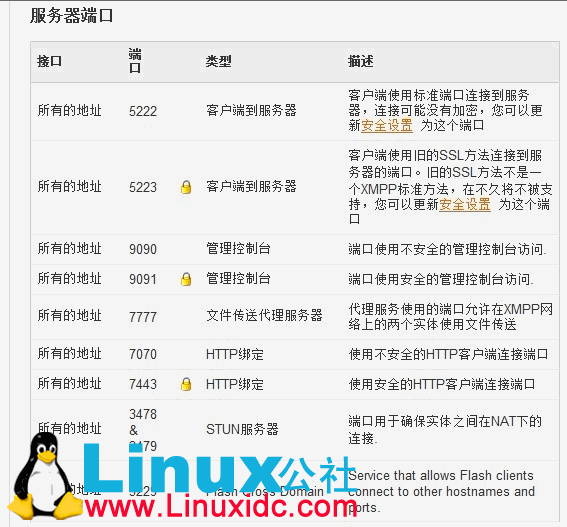 服务器端口
接口 端口 类型 描述
所有的地址 5222 客户端到服务器 客户端使用标准端口连接到服务
器，连接可能没有加密，您可以更
新安全设置 为这个端口
所有的地址 5223 客户端到服务器 客户端使用旧的SSL方法连接到服
务器的端口。旧的SSL方法不是一
个XMPP标准方法，在不久将不被支
持，您可以更新安全设置 为这个端
口
所有的地址 9090 管理控制台 端口使用不安全的管理控制台访问.
所有的地址 9091 管理控制台 端口使用安全的管理控制台访问.
所有的地址 7777 文件传送代理服务器 代理服务使用的端口允许在XMPP网
络上的两个实体使用文件传送
所有的地址 7070 HTTP绑定 使用不安全的HTTP客户端连接端口
所有的地址 7443 HTTP绑定 使用安全的HTTP客户端连接端口
所有的地址 3478
&
3479 STUN服务器 端口用于确保实体之间在NAT下的
连接.
的地址 5229 Flash Cross Domain Service that allows Flash clients
connect to other hostnames and
ports.
Linux公社
www.Linuxidc.com